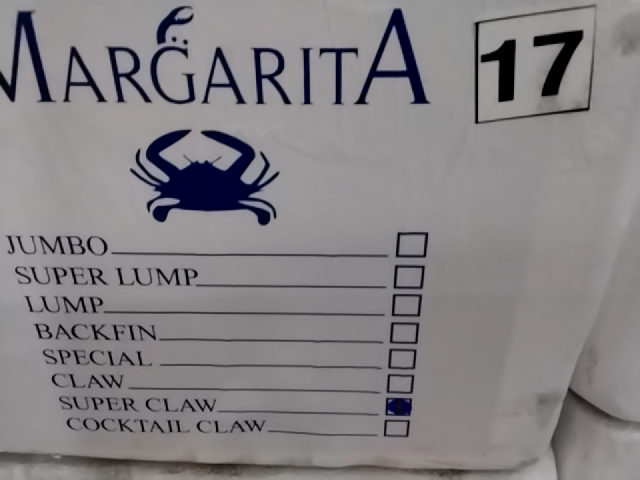 MARGARITA
17
JUMBO
SUPER LUMP
LUMP
BACKFIN
SPECIAL
CLAW
SUPER CLAW
COCKTAIL CLAW